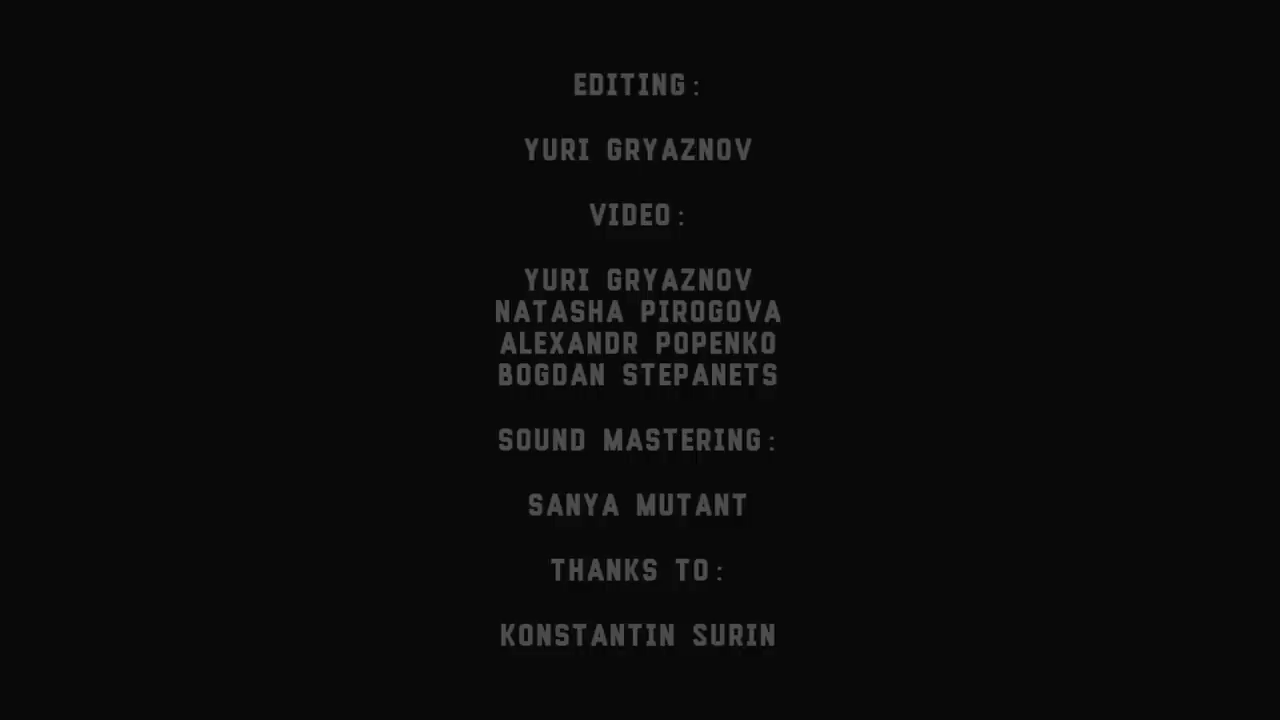 EDITING:
YURI GRYAZNOV
VIDEO:
YURI GRYAZNOV
NATASHA PIROGOVA
ALEXANDR POPENKO
BOGDAN STEPANETS
SOUND MASTERING:
SANYA MUTANT
THANKS TO:
KONSTANTIN SURIN